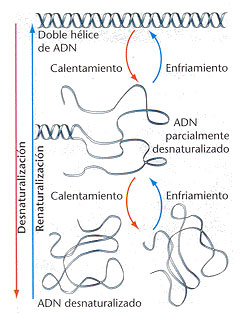 Doble hélice
de ADN
Calentamiento
Enfriamiento
ADN
parcialmente
desnaturalizado
Calentamiento
Enfriamiento
ADN desnaturalizado
Desnaturalización
Renaturalización